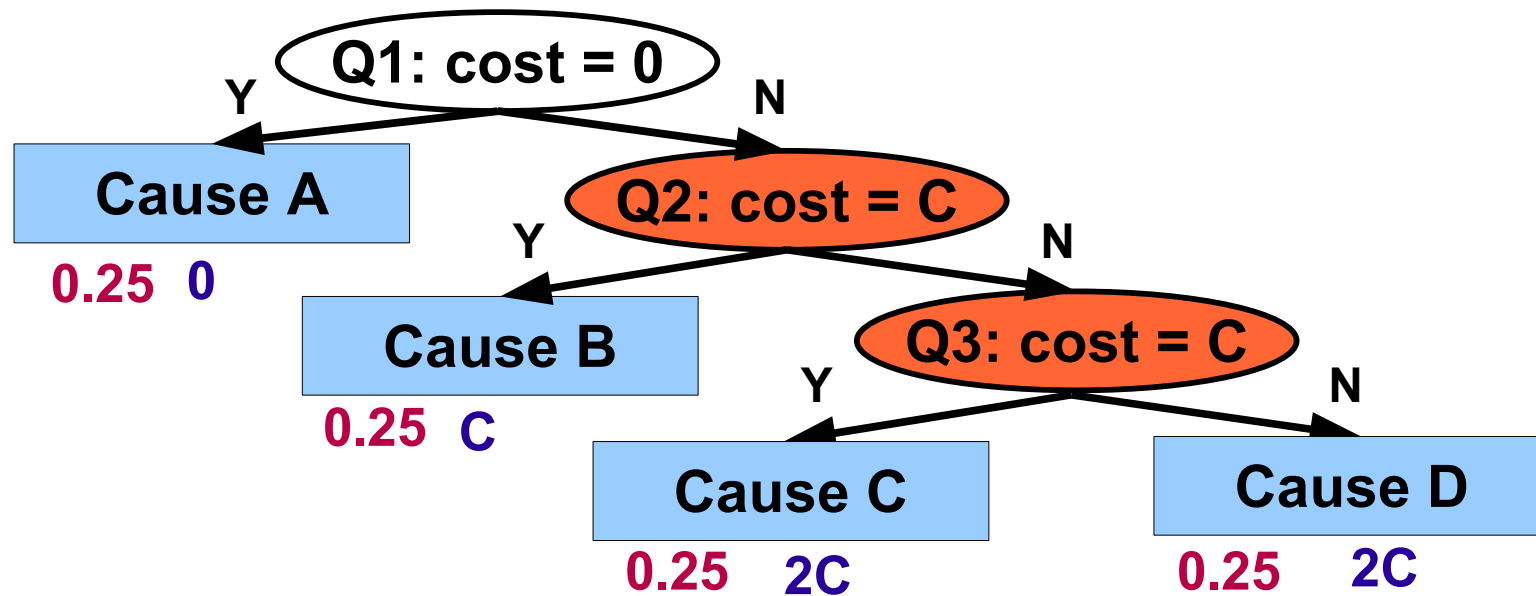 Q1: cost = 0
Y
N
Cause A
Q2: cost = C
0.25 0
Y
N
Cause B
Q3: cost = C
0.25 C
Y
N
Cause C
Cause D
0.25 2C
0.25 2C